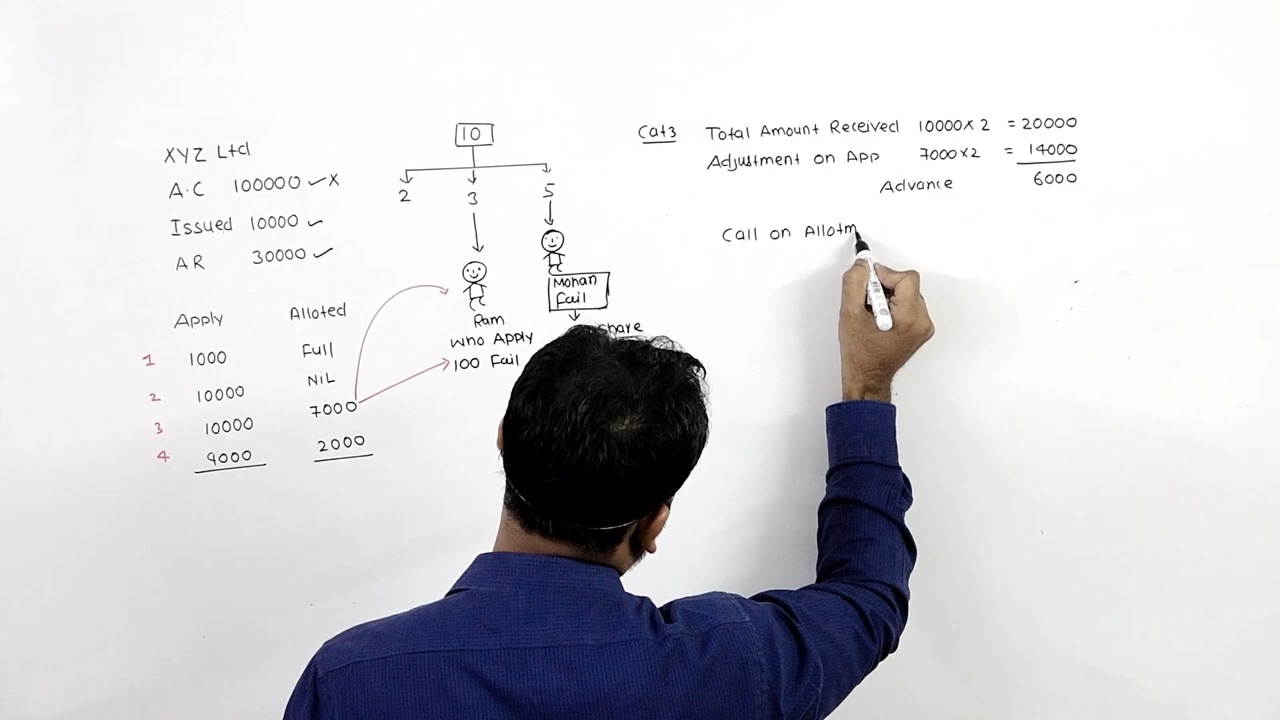 XYZ Ltd
A.C 100000 ✓ X
Issued 10000 ✓
AR 30000 ✓
Apply Alloted
1 1000 Full
2 10000 NiL
3 10000 7000
4 9000 2000
10
2 3 5
Ram
Who Apply
100 Fail
Mohan
Fail
share
Cat3 Total Amount Received 10000 X 2 = 20000
Adjustment on App 7000 X 2 = 14000
Advance 6000
Call on Allotm